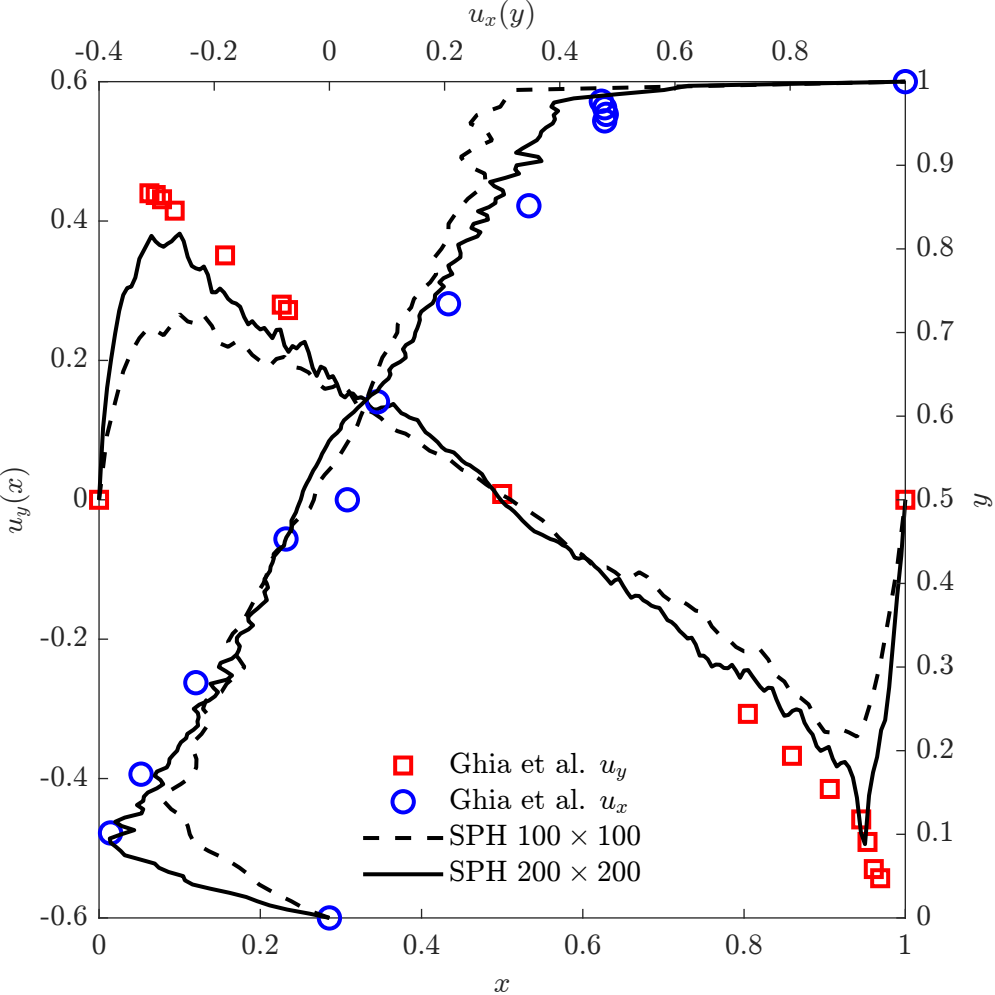 u_x(y)
-0.4 -0.2 0 0.2 0.4 0.6 0.8
0.6 1
0.9
0.4 0.8
0.7
0.2 0.6
0 0.5
u_y(x) y
0.4
-0.2 0.3
-0.4 0.2
0.1
-0.6 0
Ghia et al. u_y
Ghia et al. u_x
SPH 100 × 100
SPH 200 × 200
0 0.2 0.4 0.6 0.8 1
x